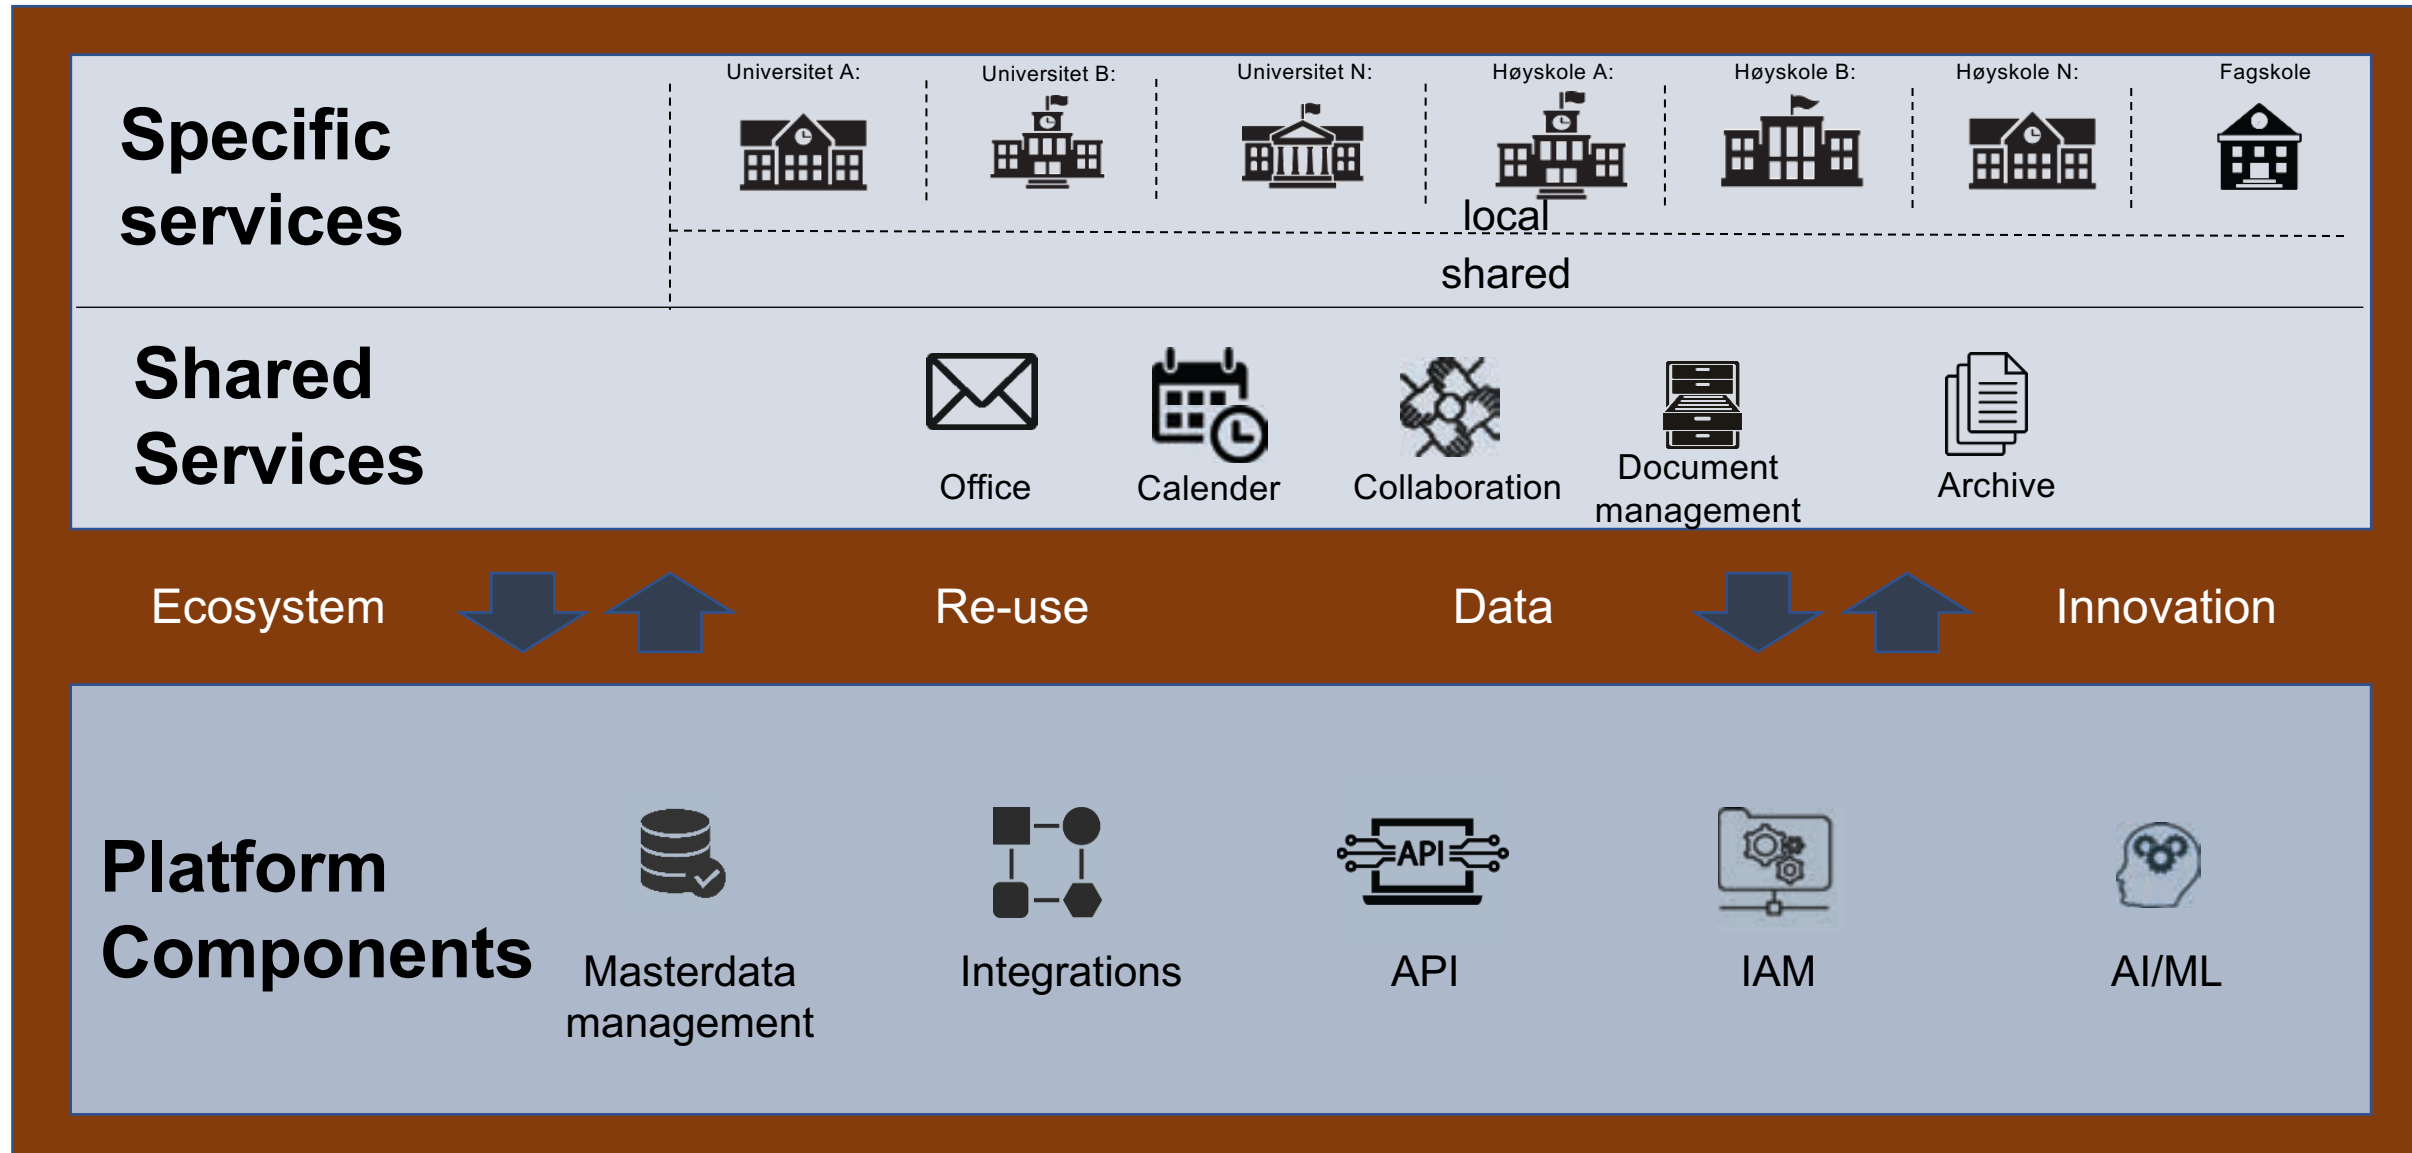 Universitet A:
Universitet B:
Universitet N:
Høyskole A:
Høyskole B:
Høyskole N:
Fagskole
Specific
services
local
shared
Shared
Services
Office
Calender
Collaboration
Document
management
Archive
Ecosystem
Re-use
Data
Innovation
Platform
Components
Masterdata
management
Integrations
API
API
IAM
AI/ML